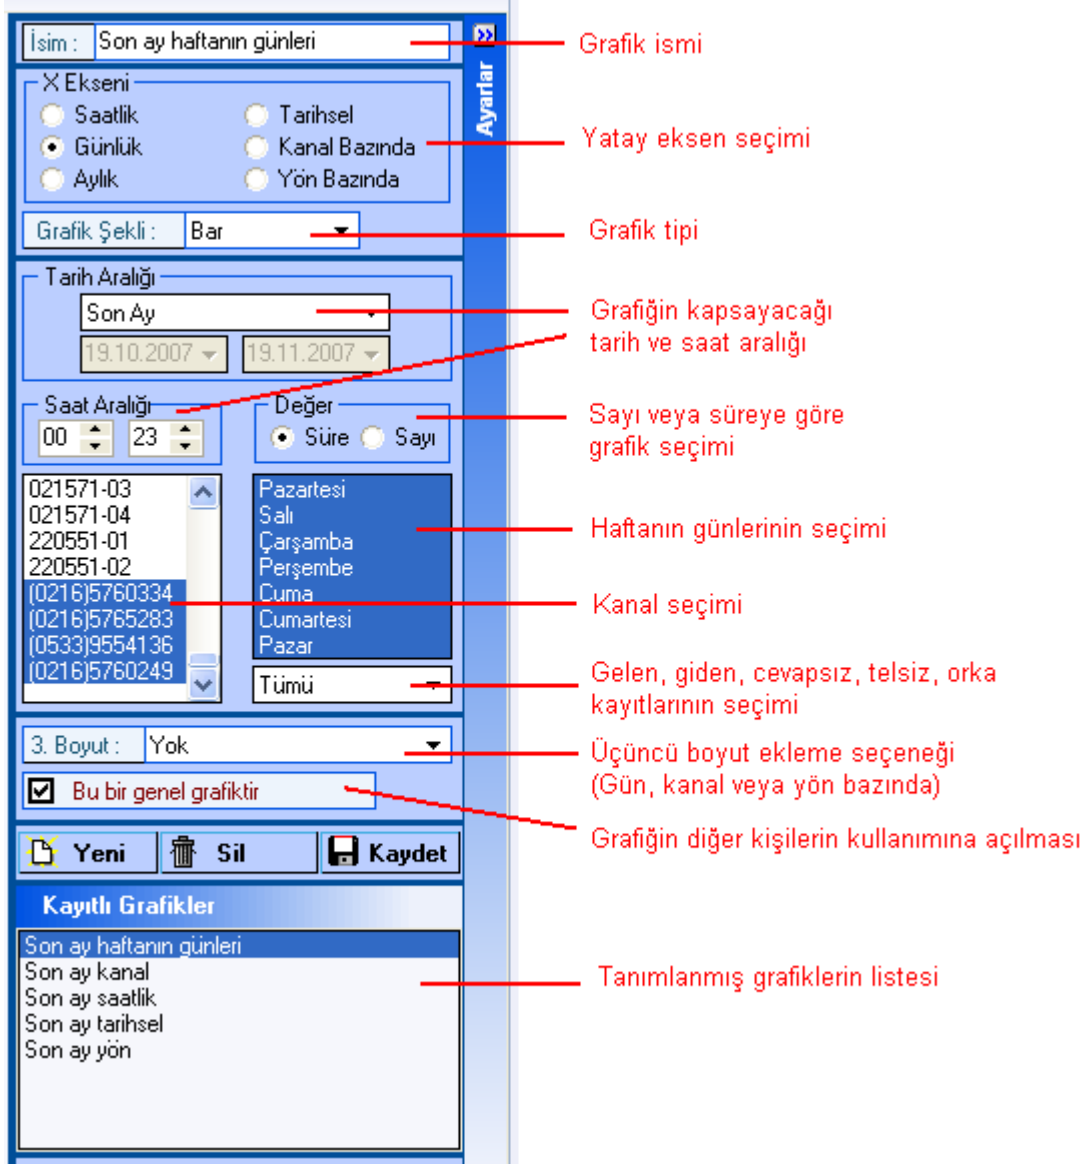 İsim : Son ay haftanın günleri
Grafik ismi
Ayarlar
X Ekseni
Saatlik Tarihsel
Günlük Kanal Bazında
Aylık Yön Bazında
Yatay eksen seçimi
Grafik Şekli : Bar
Grafik tipi
Tarih Aralığı
Son Ay
19.10.2007 19.11.2007
Grafiğin kapsayacağı
tarih ve saat aralığı
Saat Aralığı
00 23
Değer
Süre Sayı
Sayı veya süreye göre
grafik seçimi
021571-03
021571-04
220551-01
220551-02
(0216)5760334
(0216)5765283
(0533)9554136
(0216)5760249
Pazartesi
Salı
Çarşamba
Perşembe
Cuma
Cumartesi
Pazar
Haftanın günlerinin seçimi
Kanal seçimi
Tümü
Gelen, giden, cevapsız, telsiz, orka
kayıtlarının seçimi
3. Boyut : Yok
Üçüncü boyut ekleme seçeneği
(Gün, kanal veya yön bazında)
Bu bir genel grafiktir
Grafiğin diğer kişilerin kullanımına açılması
Yeni Sil Kaydet
Kayıtlı Grafikler
Son ay haftanın günleri
Son ay kanal
Son ay saatlik
Son ay tarihsel
Son ay yön
Tanımlanmış grafiklerin listesi